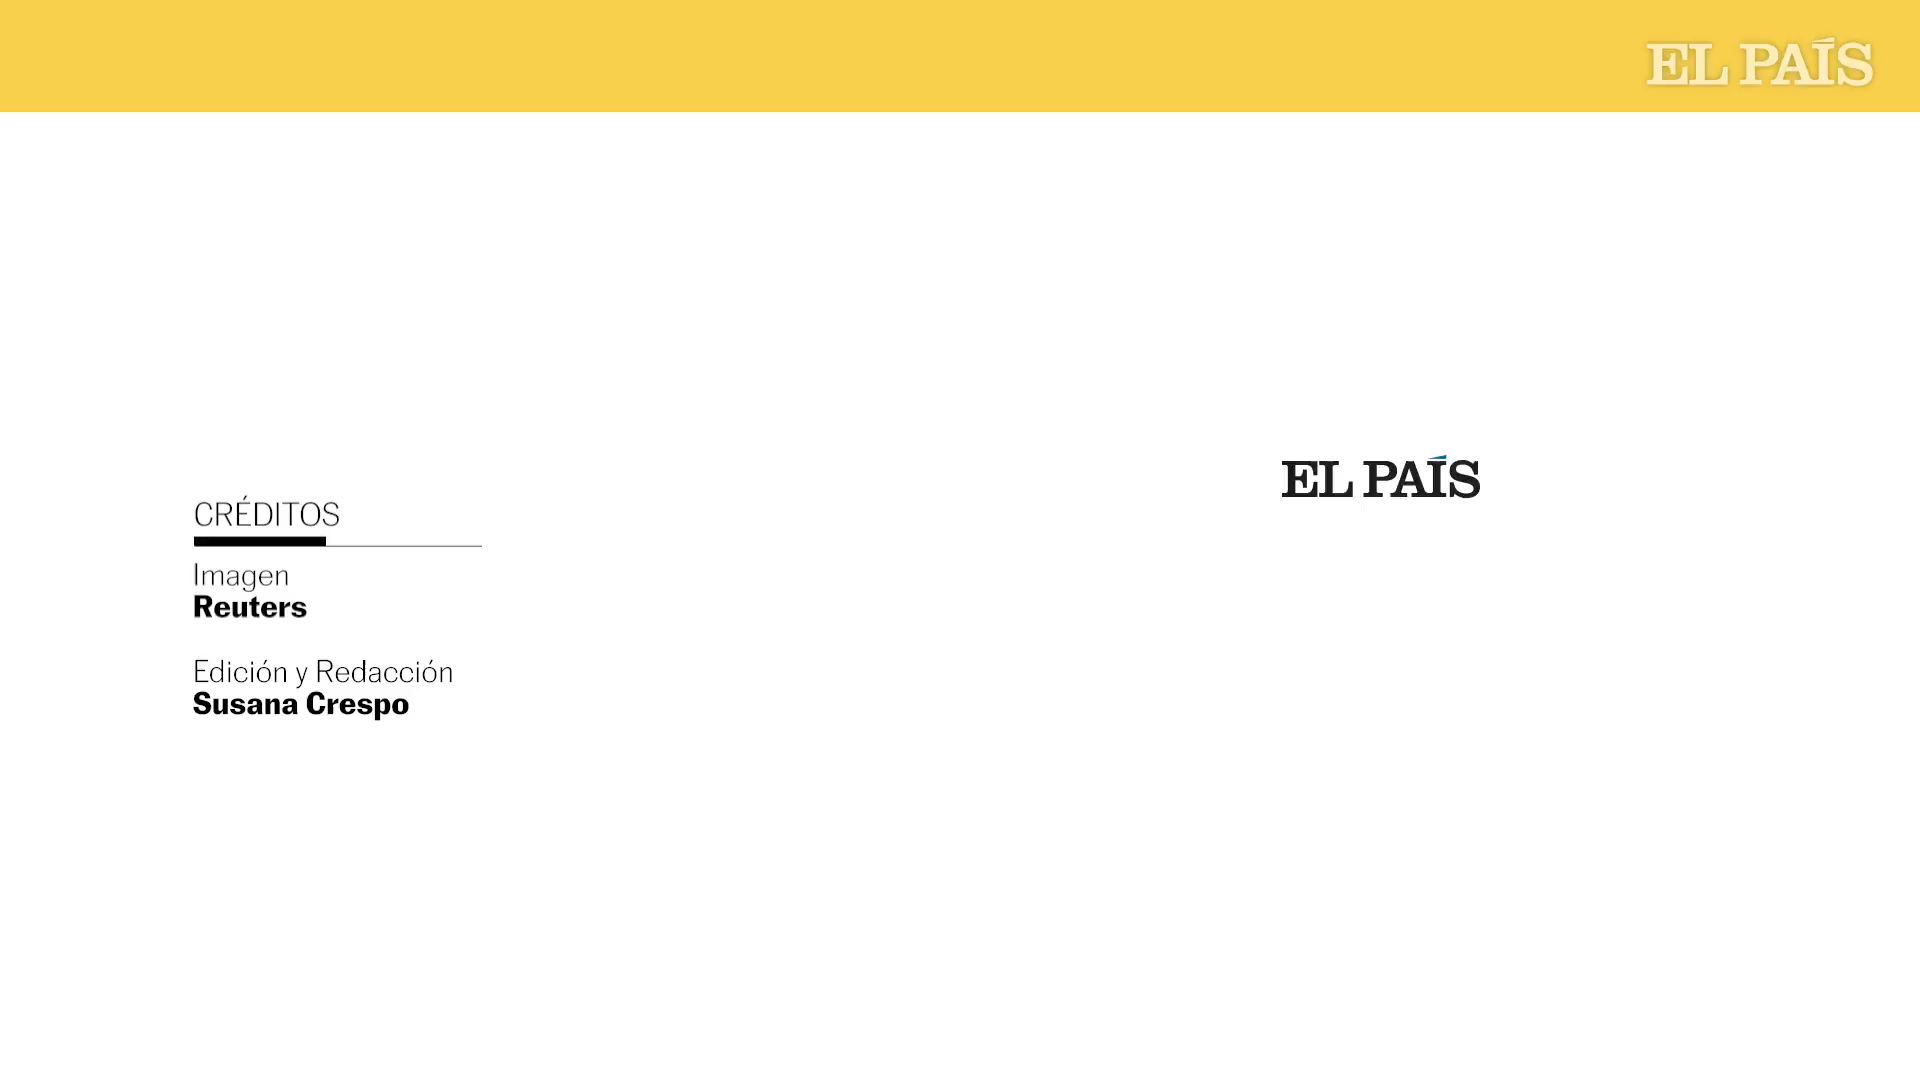 EL PAÍS
EL PAÍS
CRÉDITOS
Imagen
Reuters
Edición y Redacción
Susana Crespo